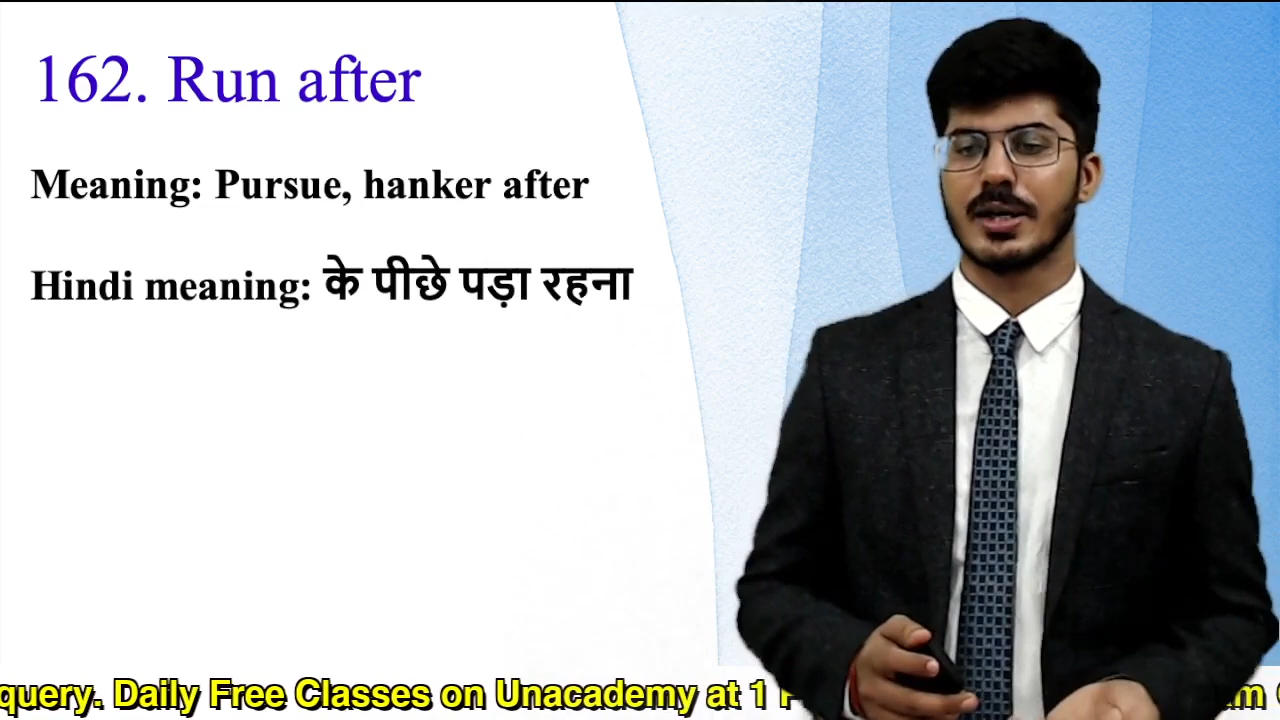 162. Run after
Meaning: Pursue, hanker after
Hindi meaning: के पीछे पड़ा रहना
query. Daily Free Classes on Unacademy at 1